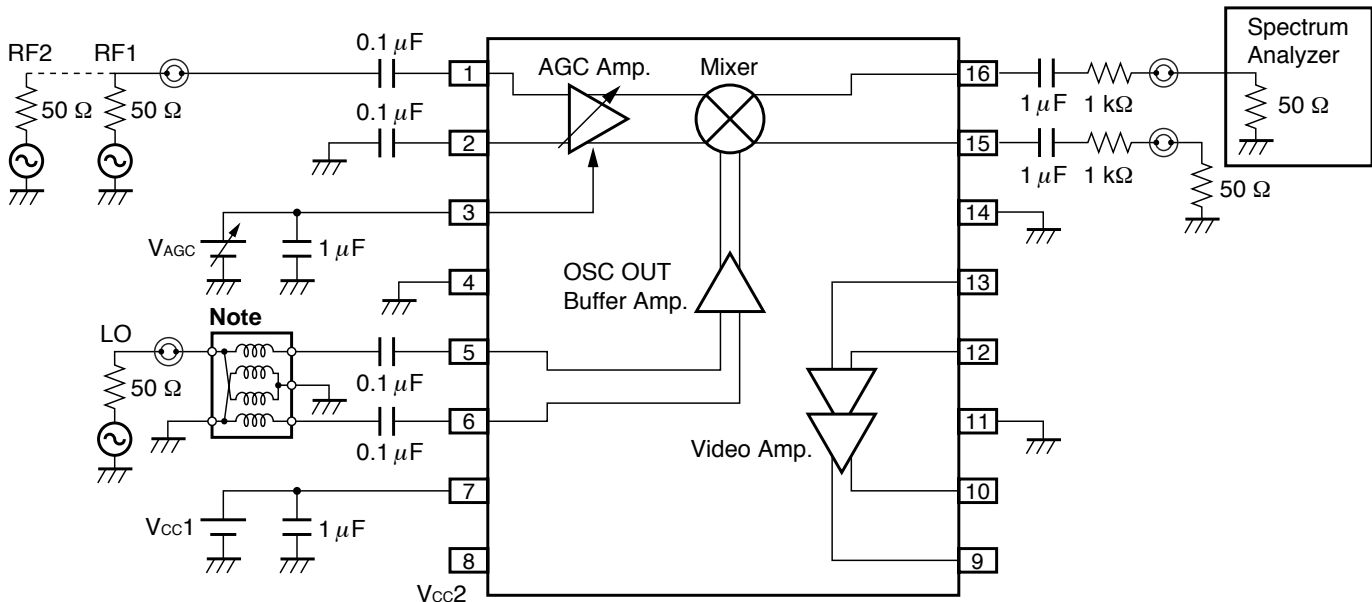 RF2 RF1
50 Ω 50 Ω
0.1 μF
0.1 μF
1
2
3
4
5
6
7
8
VAGC
1 μF
LO
50 Ω
Note
0.1 μF
0.1 μF
VCC1
1 μF
VCC2
AGC Amp.
Mixer
OSC OUT
Buffer Amp.
Video Amp.
16
15
14
13
12
11
10
9
1 μF 1 kΩ
1 μF 1 kΩ
50 Ω
Spectrum
Analyzer
50 Ω